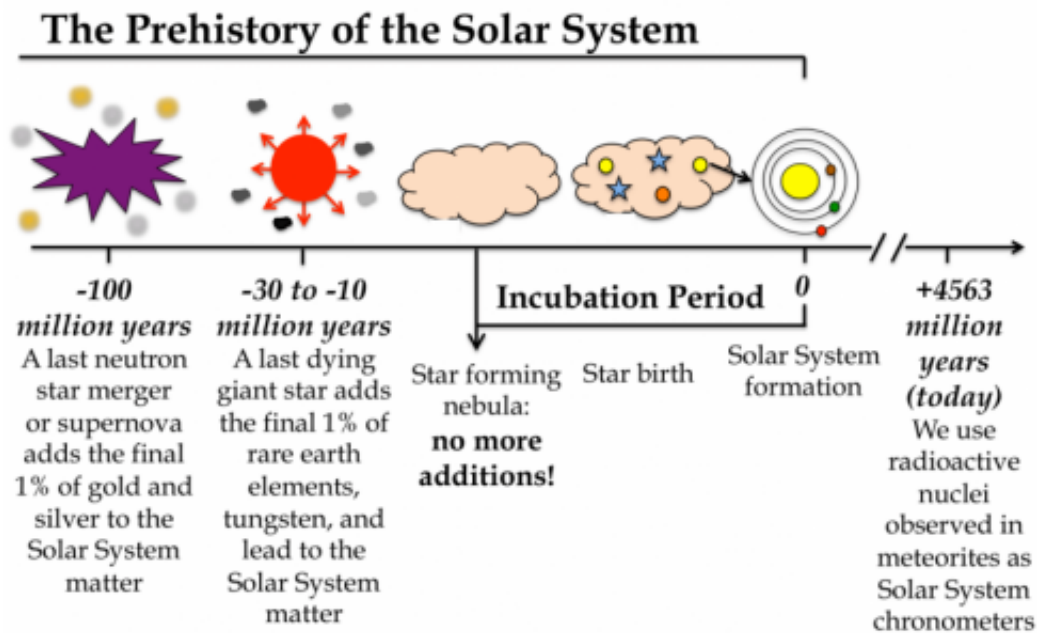 The Prehistory of the Solar System
-100
million years
A last neutron
star merger
or supernova
adds the final
1% of gold and
silver to the
Solar System
matter
-30 to -10
million years
A last dying
giant star adds
the final 1% of
rare earth
elements,
tungsten, and
lead to the
Solar System
matter
Incubation Period
Star forming
nebula:
no more
additions!
Star birth
0
Solar System
formation
+4563
million
years
(today)
We use
radioactive
nuclei
observed in
meteorites as
Solar System
chronometers